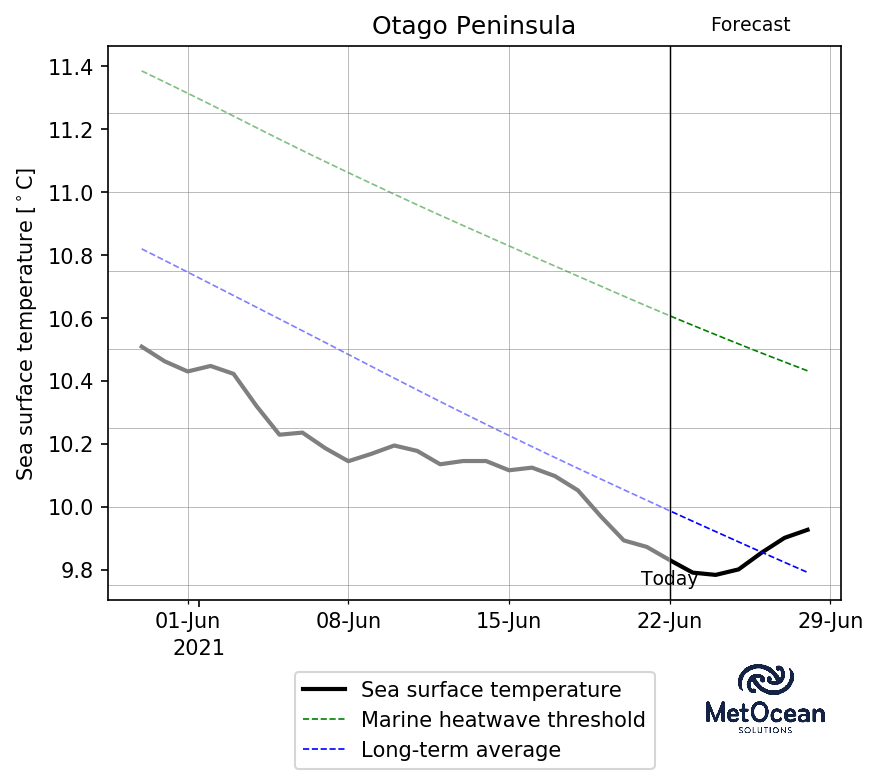 Otago Peninsula
Forecast
Sea surface temperature [°C]
11.4
11.2
11.0
10.8
10.6
10.4
10.2
10.0
9.8
Today
01-Jun
2021
08-Jun
15-Jun
22-Jun
29-Jun
Sea surface temperature
Marine heatwave threshold
Long-term average
MetOcean
SOLUTIONS